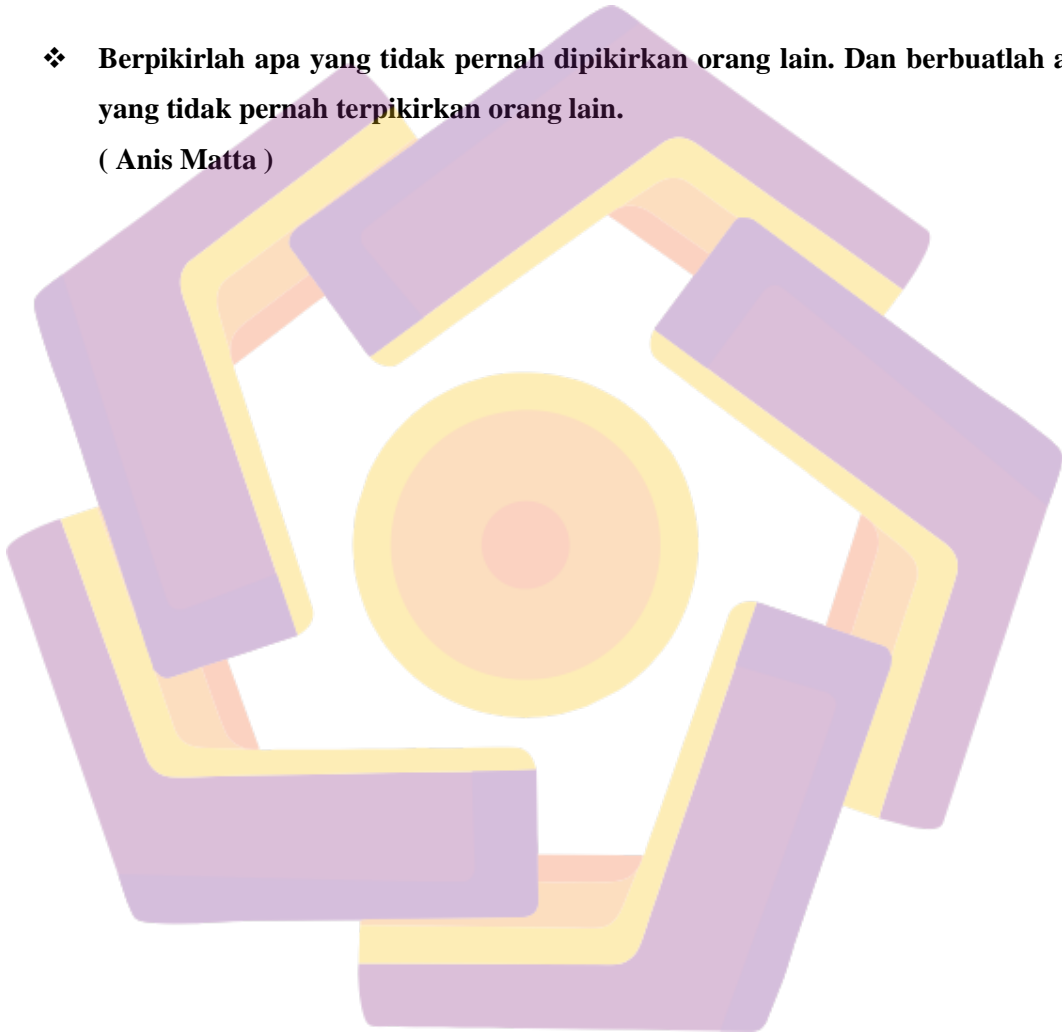 ❖ Berpikirlah apa yang tidak pernah dipikirkan orang lain. Dan berbuatlah
yang tidak pernah terpikirkan orang lain.
( Anis Matta )